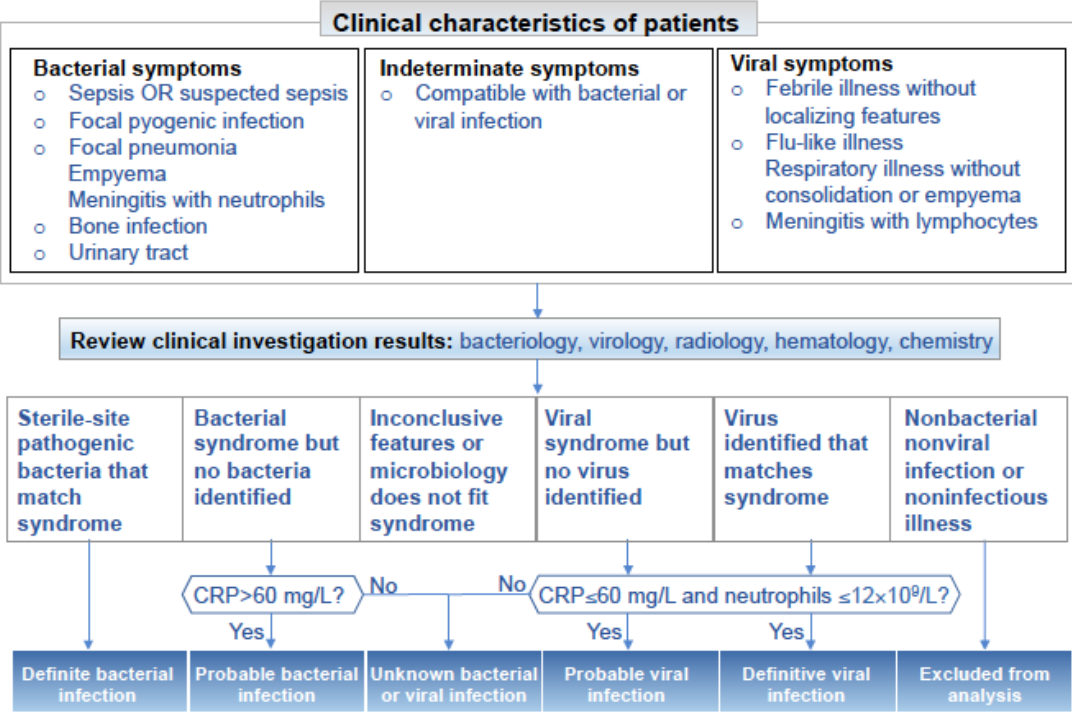 Clinical characteristics of patients
Bacterial symptoms
o Sepsis OR suspected sepsis
o Focal pyogenic infection
o Focal pneumonia
Empyema
Meningitis with neutrophils
o Bone infection
o Urinary tract
Indeterminate symptoms
o Compatible with bacterial or
viral infection
Viral symptoms
o Febrile illness without
localizing features
o Flu-like illness
Respiratory illness without
consolidation or empyema
o Meningitis with lymphocytes
Review clinical investigation results: bacteriology, virology, radiology, hematology, chemistry
Sterile-site
pathogenic
bacteria that
match
syndrome
Bacterial
syndrome but
no bacteria
identified
Inconclusive
features or
microbiology
does not fit
syndrome
Viral
syndrome but
no virus
identified
Virus
identified that
matches
syndrome
Nonbacterial
nonviral
infection or
noninfectious
illness
CRP>60 mg/L?
No
No
CRP≤60 mg/L and neutrophils ≤12×10⁹/L?
Yes
Yes
Yes
Definite bacterial
infection
Probable bacterial
infection
Unknown bacterial
or viral infection
Probable viral
infection
Definitive viral
infection
Excluded from
analysis